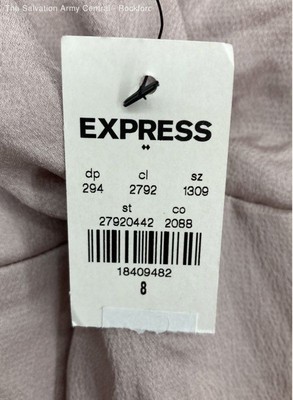 The Salvation Army Central - Rockford
EXPRESS
dp cl sz
294 2792 1309
st co
27920442 2088
18409482
8